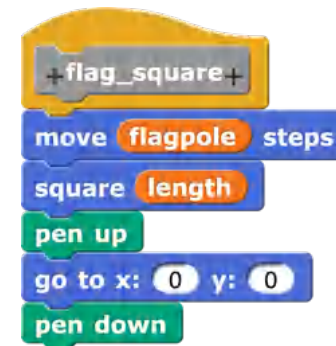 +flag_square+
move flagpole steps
square length
pen up
go to x: 0 y: 0
pen down